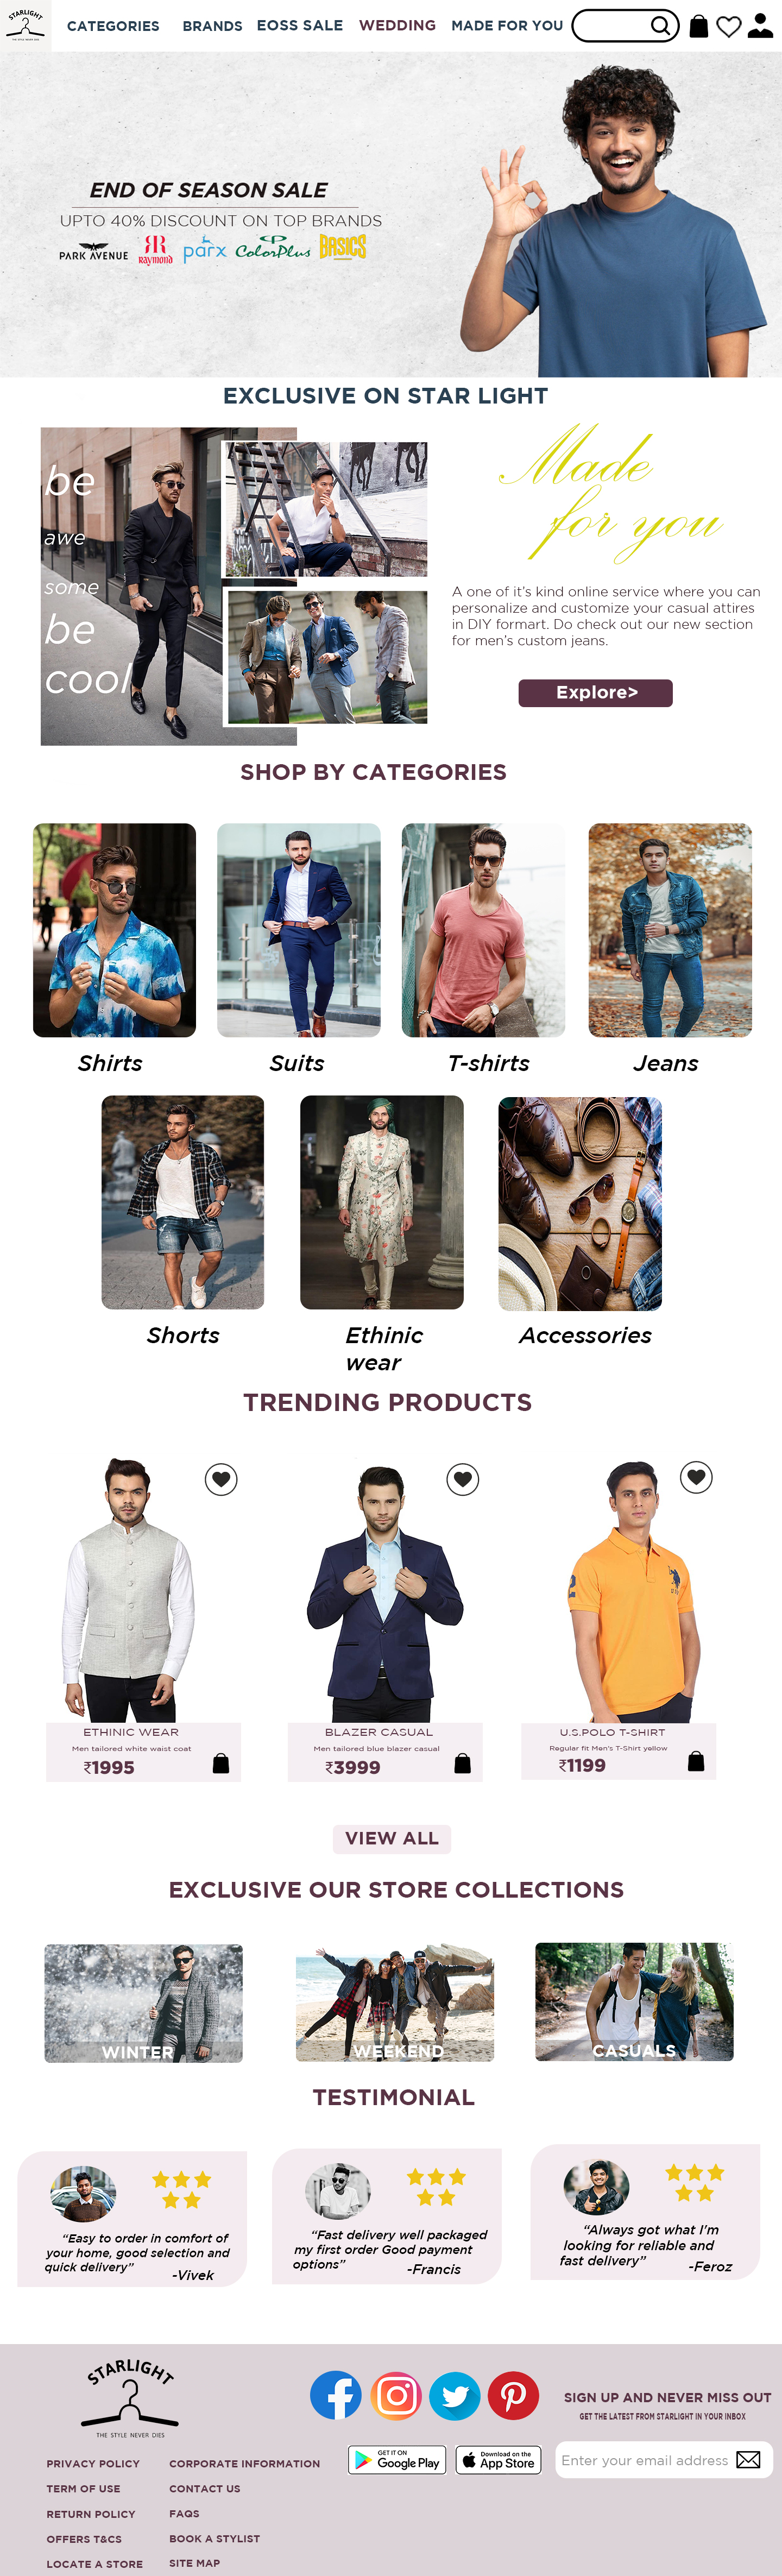 STARLIGHT
THE STYLE NEVER DIES
CATEGORIES BRANDS EOSS SALE WEDDING MADE FOR YOU
END OF SEASON SALE
UPTO 40% DISCOUNT ON TOP BRANDS
PARK AVENUE Raymond parx ColorPlus BASICS
EXCLUSIVE ON STAR LIGHT
be
awe
some
be
cool
Made
for you
A one of it's kind online service where you can
personalize and customize your casual attires
in DIY formart. Do check out our new section
for men's custom jeans.
Explore>
SHOP BY CATEGORIES
Shirts Suits T-shirts Jeans
Shorts Ethinic Accessories
wear
TRENDING PRODUCTS
ETHINIC WEAR
Men tailored white waist coat
₹1995
BLAZER CASUAL
Men tailored blue blazer casual
₹3999
U.S.POLO T-SHIRT
Regular fit Men's T-Shirt yellow
₹1199
VIEW ALL
EXCLUSIVE OUR STORE COLLECTIONS
WINTER WEEKEND CASUALS
TESTIMONIAL
“Easy to order in comfort of
your home, good selection and
quick delivery”
-Vivek
“Fast delivery well packaged
my first order Good payment
options”
-Francis
“Always got what I'm
looking for reliable and
fast delivery”
-Feroz
STARLIGHT
THE STYLE NEVER DIES
SIGN UP AND NEVER MISS OUT
GET THE LATEST FROM STARLIGHT IN YOUR INBOX
GET IT ON
Google Play
Download on the
App Store
Enter your email address
PRIVACY POLICY
TERM OF USE
RETURN POLICY
OFFERS T&CS
LOCATE A STORE
CORPORATE INFORMATION
CONTACT US
FAQS
BOOK A STYLIST
SITE MAP